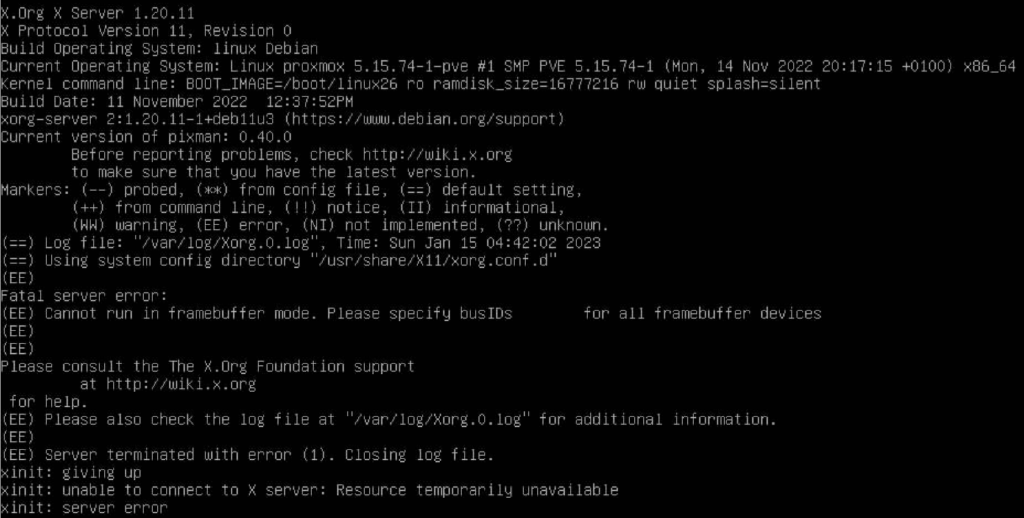 X.Org X Server 1.20.11
X Protocol Version 11, Revision 0
Build Operating System: linux Debian
Current Operating System: Linux proxmox 5.15.74-1-pve #1 SMP PVE 5.15.74-1 (Mon, 14 Nov 2022 20:17:15 +0100) x86_64
Kernel command line: BOOT_IMAGE=/boot/linux26 ro ramdisk_size=16777216 rw quiet splash=silent
Build Date: 11 November 2022  12:37:52PM
xorg-server 2:1.20.11-1+deb11u3 (https://www.debian.org/support)
Current version of pixman: 0.40.0
        Before reporting problems, check http://wiki.x.org
        to make sure that you have the latest version.
Markers: (--) probed, (**) from config file, (==) default setting,
        (++) from command line, (!!) notice, (II) informational,
        (WW) warning, (EE) error, (NI) not implemented, (??) unknown.
(==) Log file: "/var/log/Xorg.0.log", Time: Sun Jan 15 04:42:02 2023
(==) Using system config directory "/usr/share/X11/xorg.conf.d"
(EE)
Fatal server error:
(EE) Cannot run in framebuffer mode. Please specify busIDs        for all framebuffer devices
(EE)
(EE)
Please consult the The X.Org Foundation support
         at http://wiki.x.org
 for help.
(EE) Please also check the log file at "/var/log/Xorg.0.log" for additional information.
(EE)
(EE) Server terminated with error (1). Closing log file.
xinit: giving up
xinit: unable to connect to X server: Resource temporarily unavailable
xinit: server error